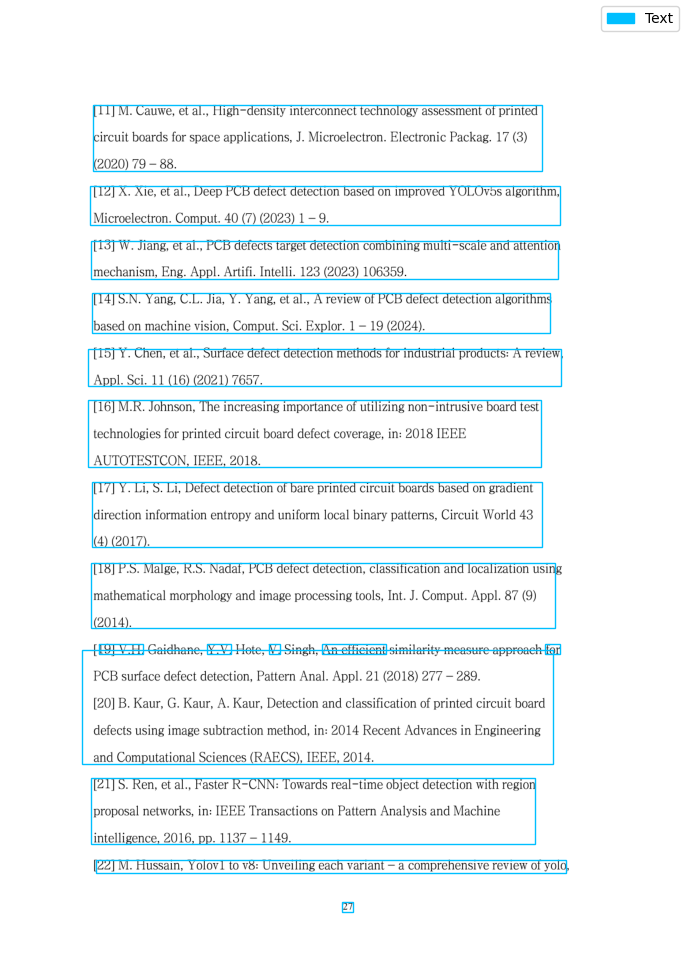 Text
[11] M. Cauwe, et al., High-density interconnect technology assessment of printed
circuit boards for space applications, J. Microelectron. Electronic Packag. 17 (3)
(2020) 79 – 88.
[12] X. Xie, et al., Deep PCB defect detection based on improved YOLOv5s algorithm,
Microelectron. Comput. 40 (7) (2023) 1 – 9.
[13] W. Jiang, et al., PCB defects target detection combining multi-scale and attention
mechanism, Eng. Appl. Artifi. Intelli. 123 (2023) 106359.
[14] S.N. Yang, C.L. Jia, Y. Yang, et al., A review of PCB defect detection algorithms
based on machine vision, Comput. Sci. Explor. 1 – 19 (2024).
[15] Y. Chen, et al., Surface defect detection methods for industrial products: A review,
Appl. Sci. 11 (16) (2021) 7657.
[16] M.R. Johnson, The increasing importance of utilizing non-intrusive board test
technologies for printed circuit board defect coverage, in: 2018 IEEE
AUTOTESTCON, IEEE, 2018.
[17] Y. Li, S. Li, Defect detection of bare printed circuit boards based on gradient
direction information entropy and uniform local binary patterns, Circuit World 43
(4) (2017).
[18] P.S. Malge, R.S. Nadaf, PCB defect detection, classification and localization using
mathematical morphology and image processing tools, Int. J. Comput. Appl. 87 (9)
(2014).
[19] V.H. Gaidhane, Y.V. Hote, V. Singh, An efficient similarity measure approach for
PCB surface defect detection, Pattern Anal. Appl. 21 (2018) 277 – 289.
[20] B. Kaur, G. Kaur, A. Kaur, Detection and classification of printed circuit board
defects using image subtraction method, in: 2014 Recent Advances in Engineering
and Computational Sciences (RAECS), IEEE, 2014.
[21] S. Ren, et al., Faster R-CNN: Towards real-time object detection with region
proposal networks, in: IEEE Transactions on Pattern Analysis and Machine
intelligence, 2016, pp. 1137 – 1149.
[22] M. Hussain, Yolov1 to v8: Unveiling each variant – a comprehensive review of yolo,
27